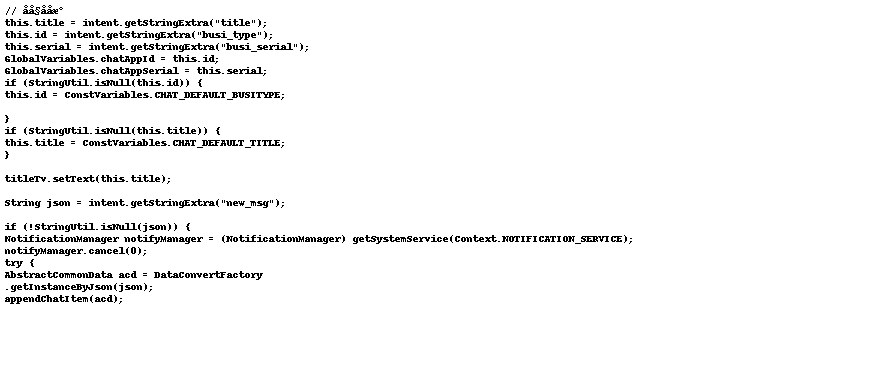 // åå§ååæ°
this.title = intent.getStringExtra("title");
this.id = intent.getStringExtra("busi_type");
this.serial = intent.getStringExtra("busi_serial");
GlobalVariables.chatAppId = this.id;
GlobalVariables.chatAppSerial = this.serial;
if (StringUtil.isNull(this.id)) {
this.id = ConstVariables.CHAT_DEFAULT_BUSITYPE;
}
if (StringUtil.isNull(this.title)) {
this.title = ConstVariables.CHAT_DEFAULT_TITLE;
}
titleTv.setText(this.title);
String json = intent.getStringExtra("new_msg");
if (!StringUtil.isNull(json)) {
NotificationManager notifyManager = (NotificationManager) getSystemService(Context.NOTIFICATION_SERVICE);
notifyManager.cancel(0);
try {
AbstractCommonData acd = DataConvertFactory
.getInstanceByJson(json);
appendChatItem(acd);